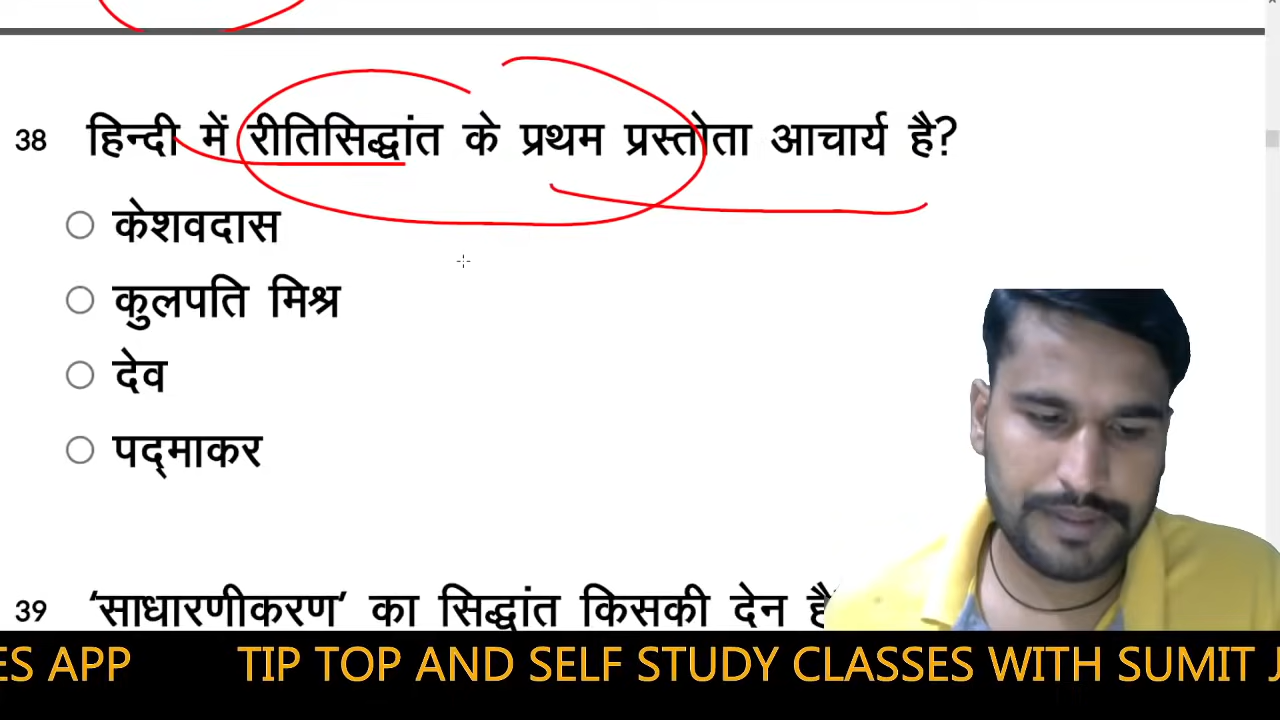 38 हिन्दी में रीतिसिद्धांत के प्रथम प्रस्तोता आचार्य है?
केशवदास
कुलपति मिश्र
देव
पद्माकर
39 ‘साधारणीकरण’ का सिद्धांत किसकी देन है
ES APP TIP TOP AND SELF STUDY CLASSES WITH SUMIT J